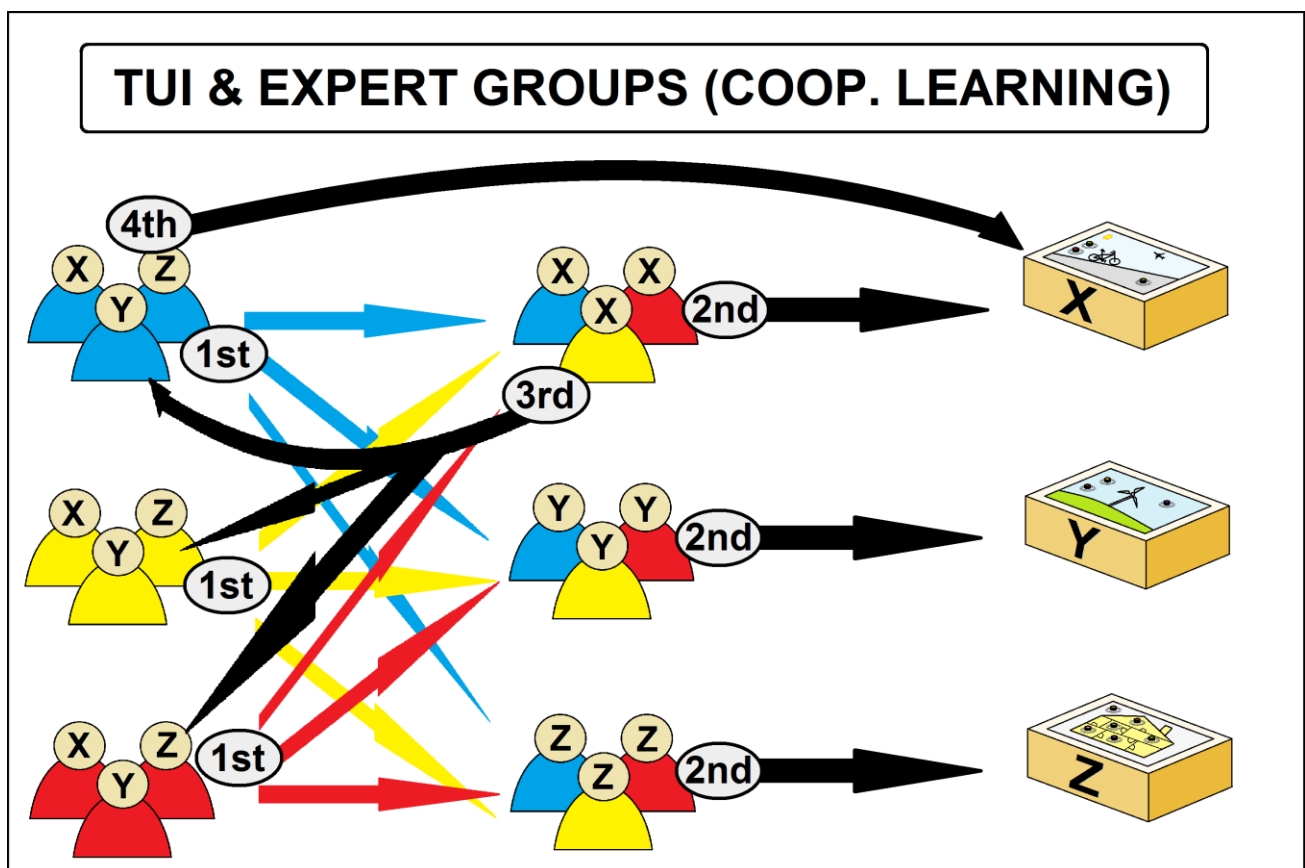 TUI & EXPERT GROUPS (COOP. LEARNING)
4th
X Z
Y
1st
X X
X
2nd
X
3rd
X Z
Y
1st
Y Y
Y
2nd
Y
X Z
Y
1st
Z Z
Z
2nd
Z